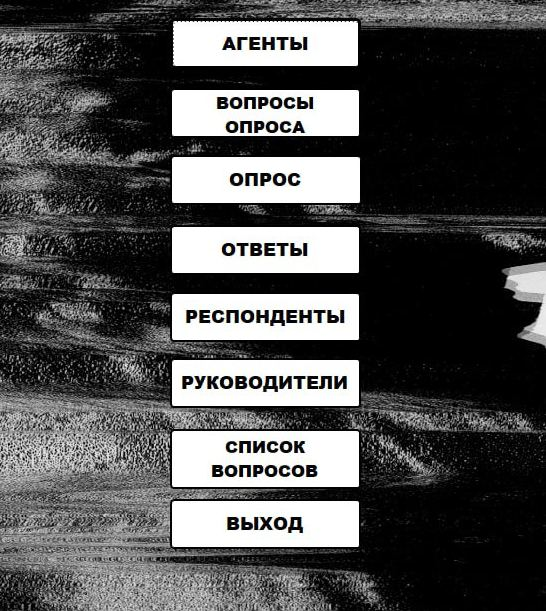 АГЕНТЫ
ВОПРОСЫ
ОПРОСА
ОПРОС
ОТВЕТЫ
РЕСПОНДЕНТЫ
РУКОВОДИТЕЛИ
СПИСОК
ВОПРОСОВ
ВЫХОД